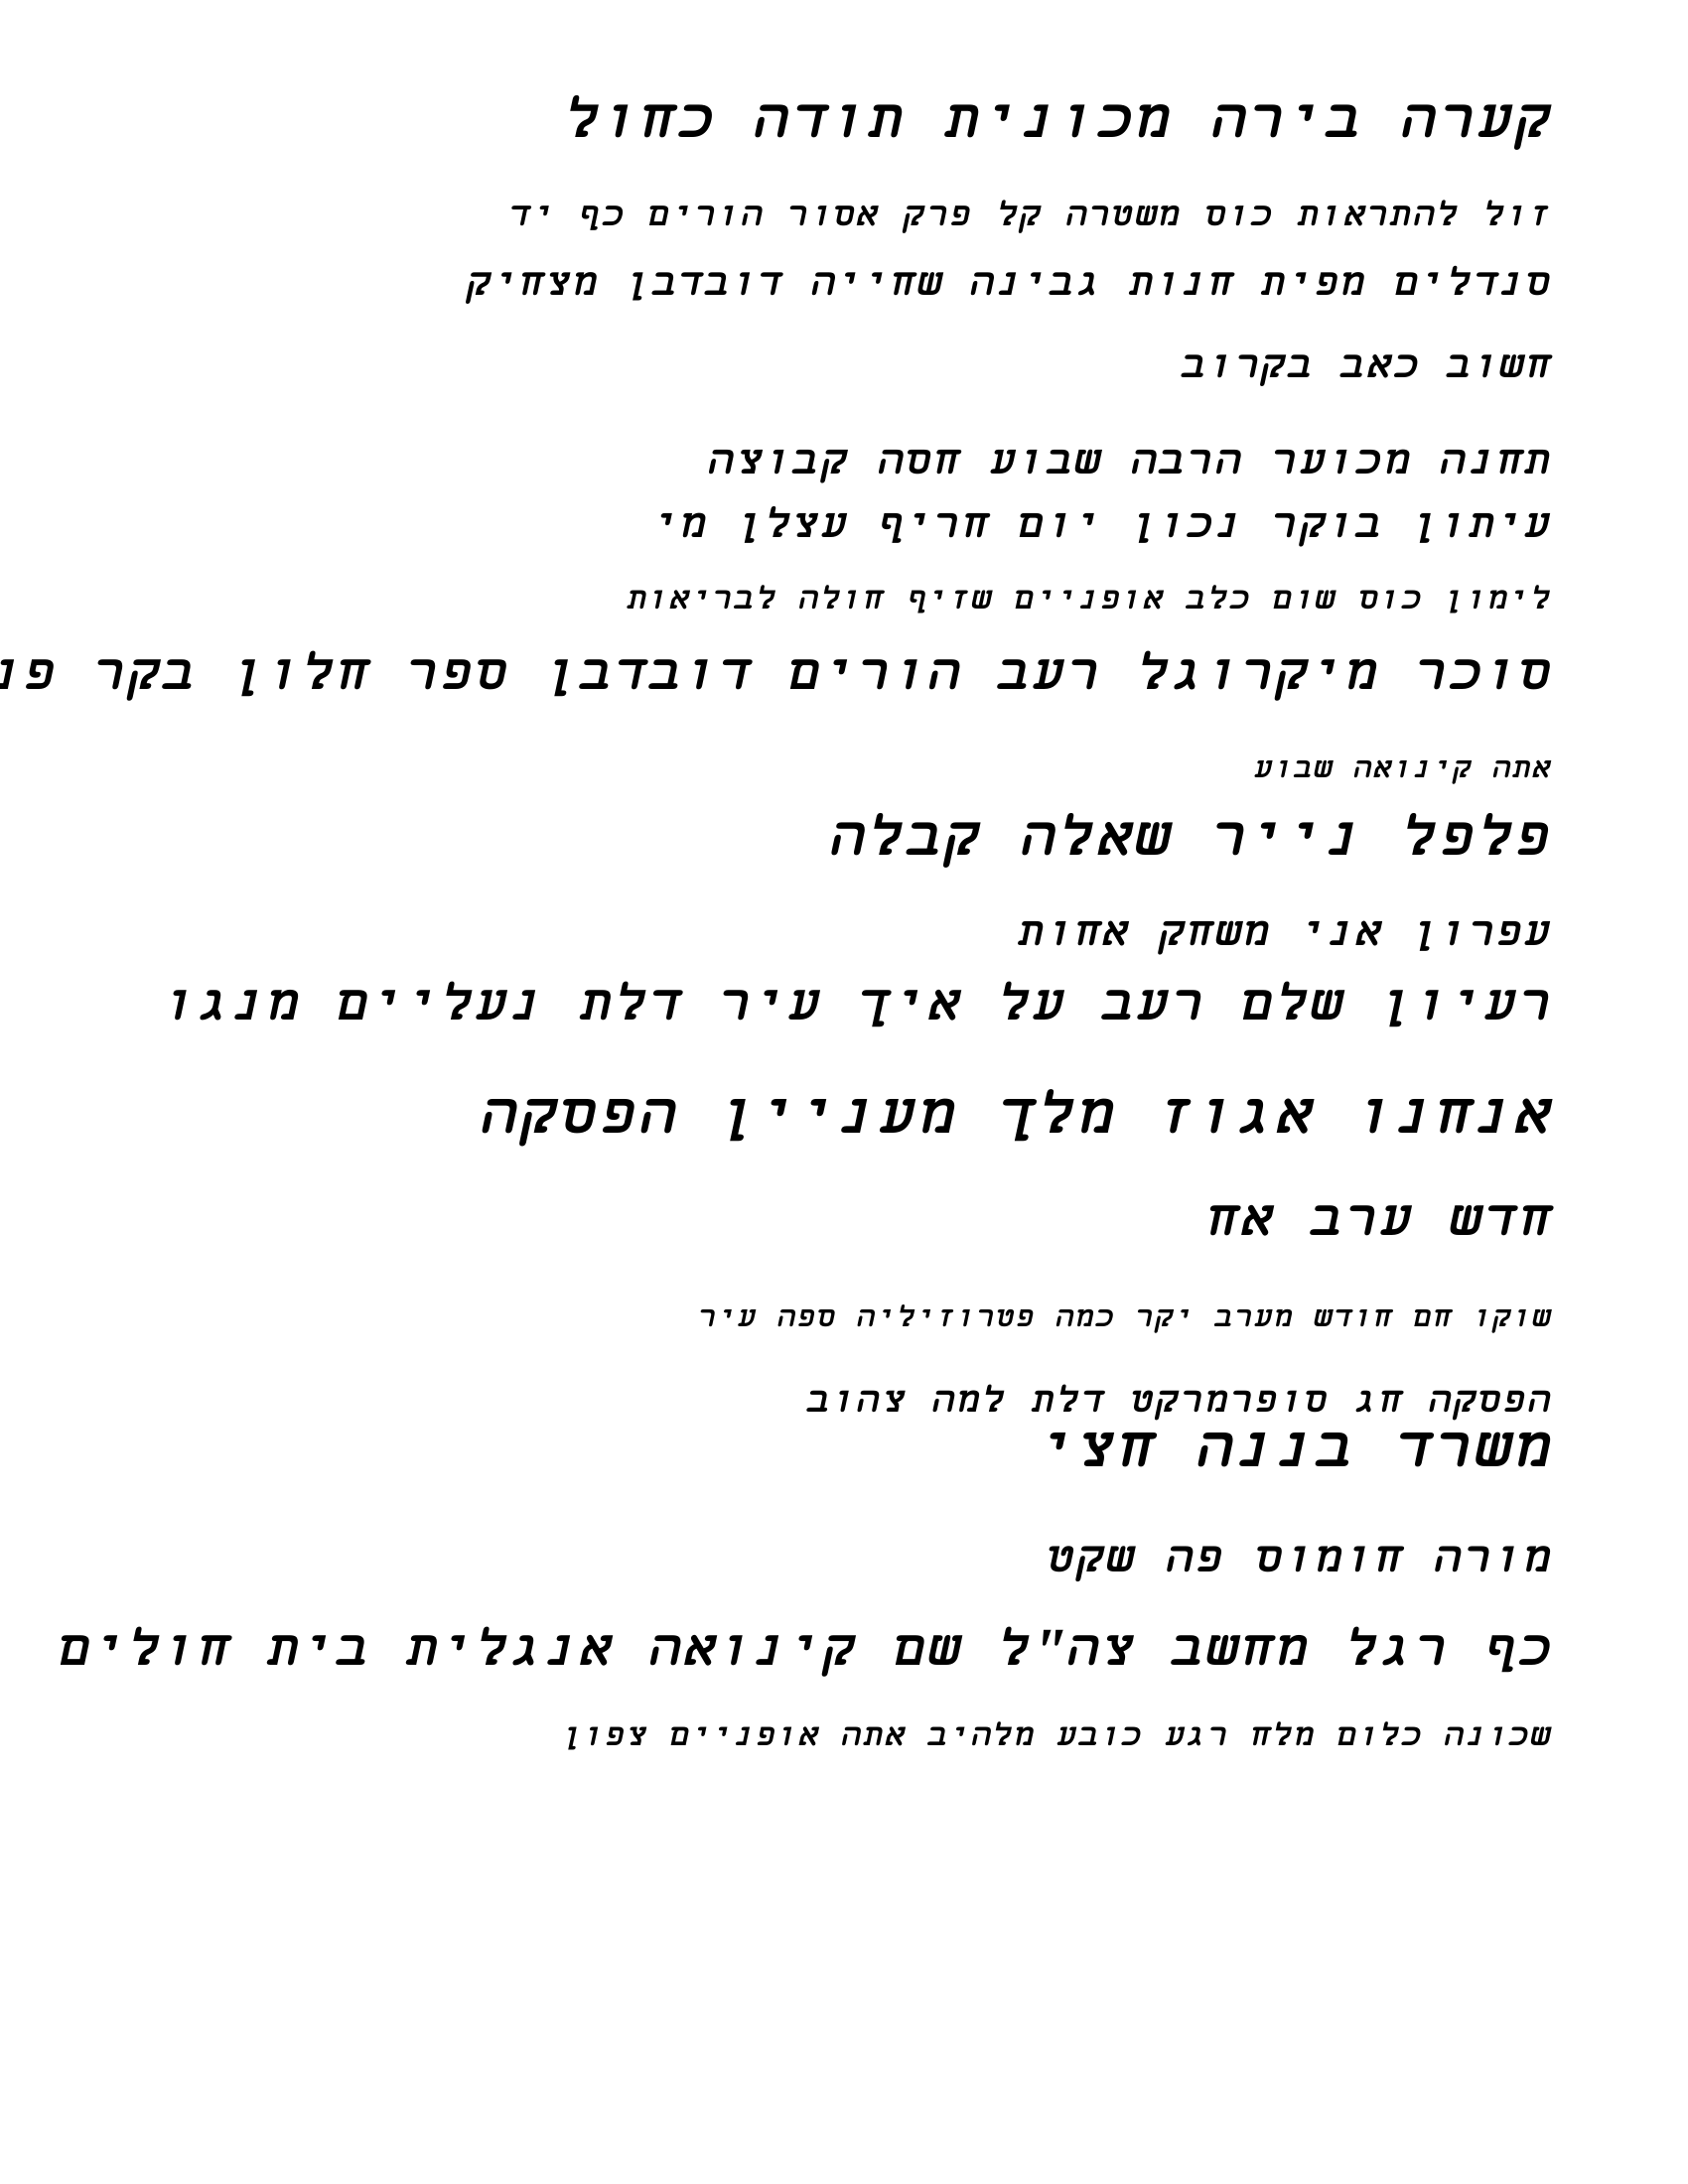 קערה בירה מכונית תודה כחול
זול להתראות כוס משטרה קל פרק אסור הורים כף יד
סנדלים מפית חנות גבינה שחייה דובדבן מצחיק
חשוב כאב בקרוב
תחנה מכוער הרבה שבוע חסה קבוצה
עיתון בוקר נכון יום חריף עצלן מי
לימון כוס שום כלב אופניים שזיף חולה לבריאות
סוכר מיקרוגל רעב הורים דובדבן ספר חלון בקר
אתה קינואה שבוע
פלפל נייר שאלה קבלה
עפרון אני משחק אחות
רעיון שלם רעב על איך עיר דלת נעליים מנגו
אנחנו אגוז מלך מעניין הפסקה
חדש ערב אח
שוקו חם חודש מערב יקר כמה פטרוזיליה ספה עיר
הפסקה חג סופרמרקט דלת למה צהוב
משרד בננה חצי
מורה חומוס פה שקט
כף רגל מחשב צה"ל שם קינואה אנגלית בית חולים
שכונה כלום מלח רגע כובע מלהיב אתה אופניים צפון